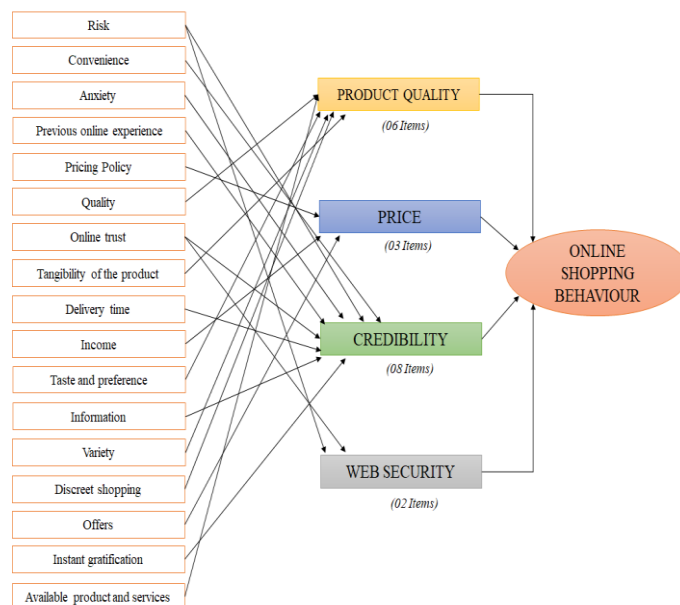 Risk
Convenience
Anxiety
Previous online experience
Pricing Policy
Quality
Online trust
Tangibility of the product
Delivery time
Income
Taste and preference
Information
Variety
Discreet shopping
Offers
Instant gratification
Available product and services
PRODUCT QUALITY
(06 Items)
PRICE
(03 Items)
CREDIBILITY
(08 Items)
WEB SECURITY
(02 Items)
ONLINE
SHOPPING
BEHAVIOUR